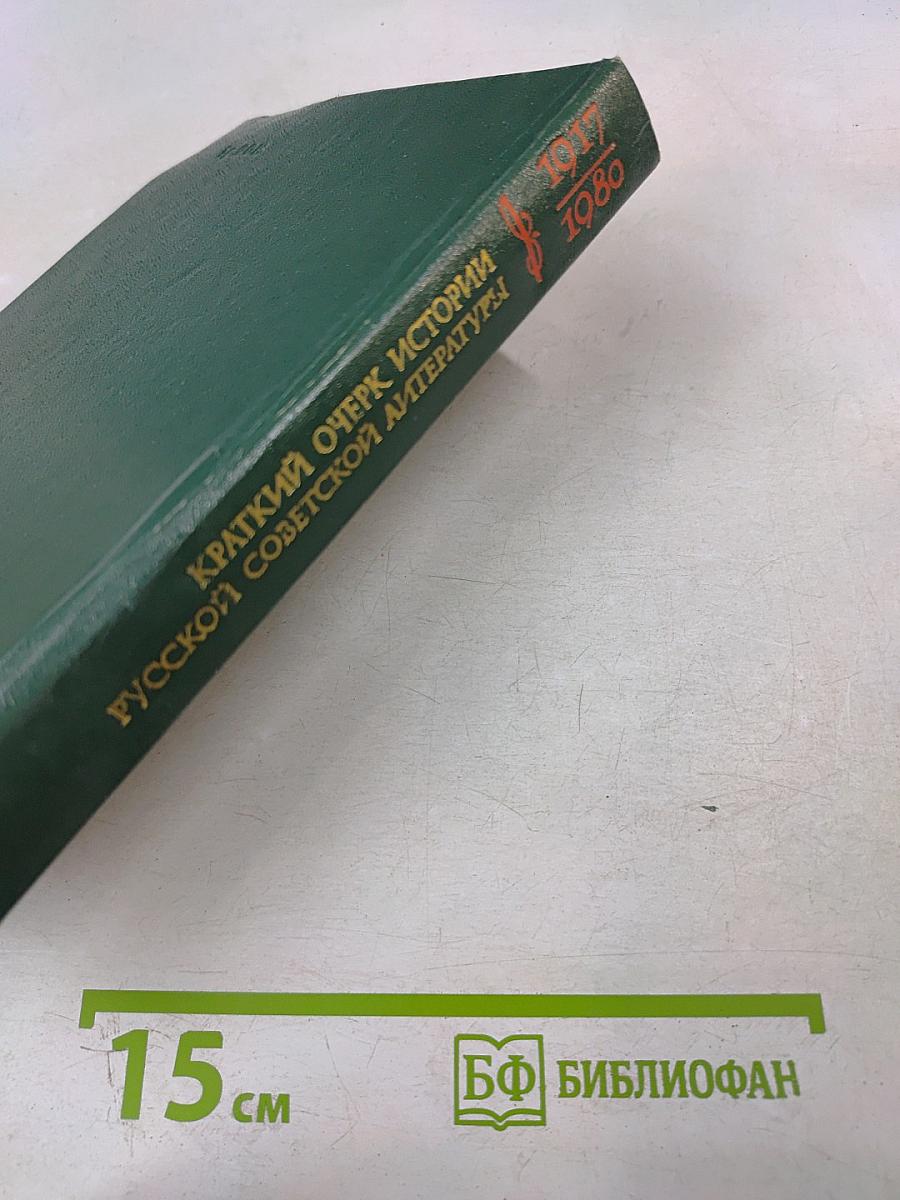 1917
1980
КРАТКИЙ ОЧЕРК ИСТОРИИ
РУССКОЙ СОВЕТСКОЙ ЛИТЕРАТУРЫ
15 см
БФ БИБЛИОФАН